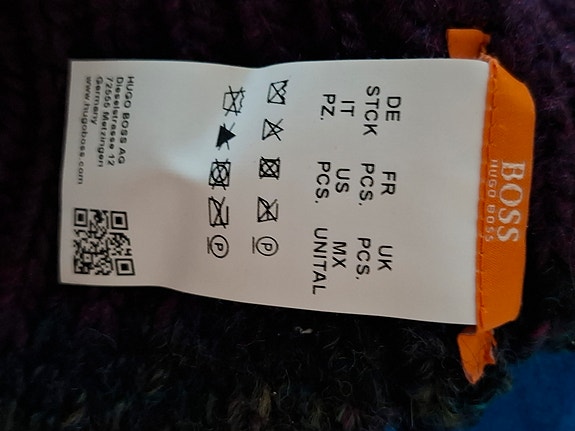 BOSS
HUGO BOSS
DE FR UK
STCK PCS. PCS.
IT US MX
PZ. PCS. UNITAL
P
P
HUGO BOSS AG
Dieselstrasse 12
72555 Metzingen
Germany
www.hugoboss.com